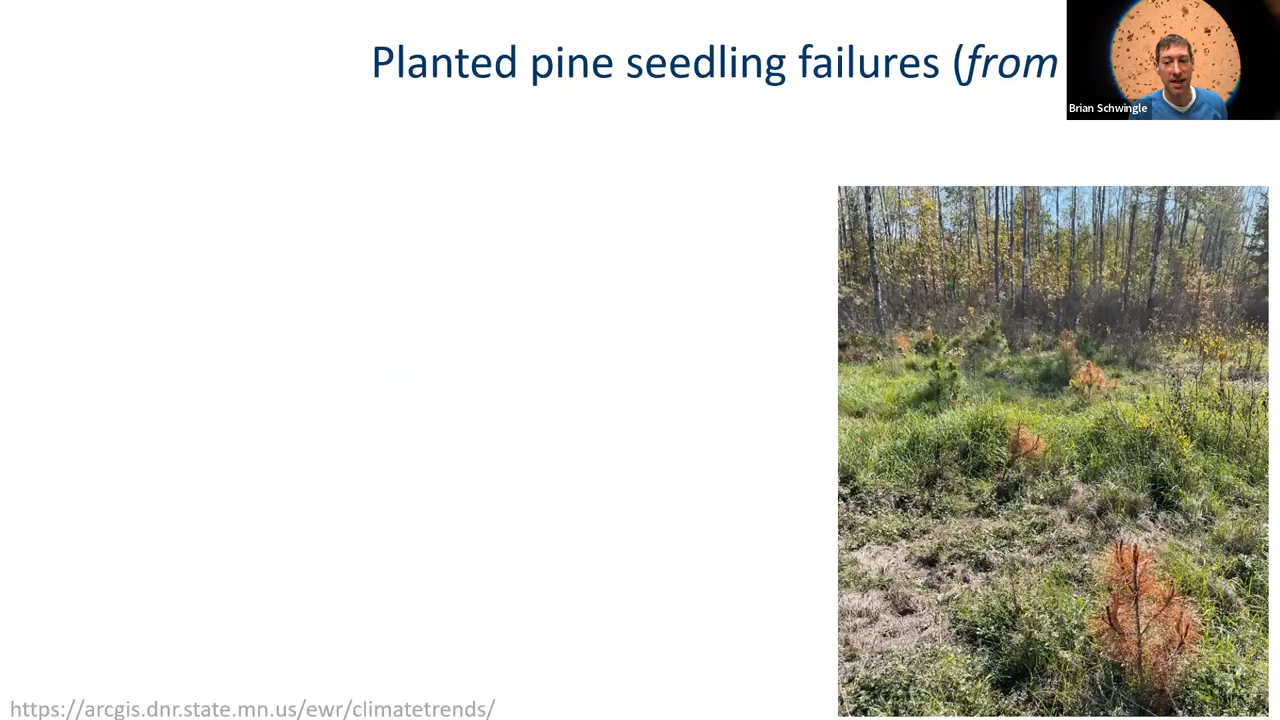 Planted pine seedling failures (from
Brian Schwingle
https://arcgis.dnr.state.mn.us/ewr/climatetrends/